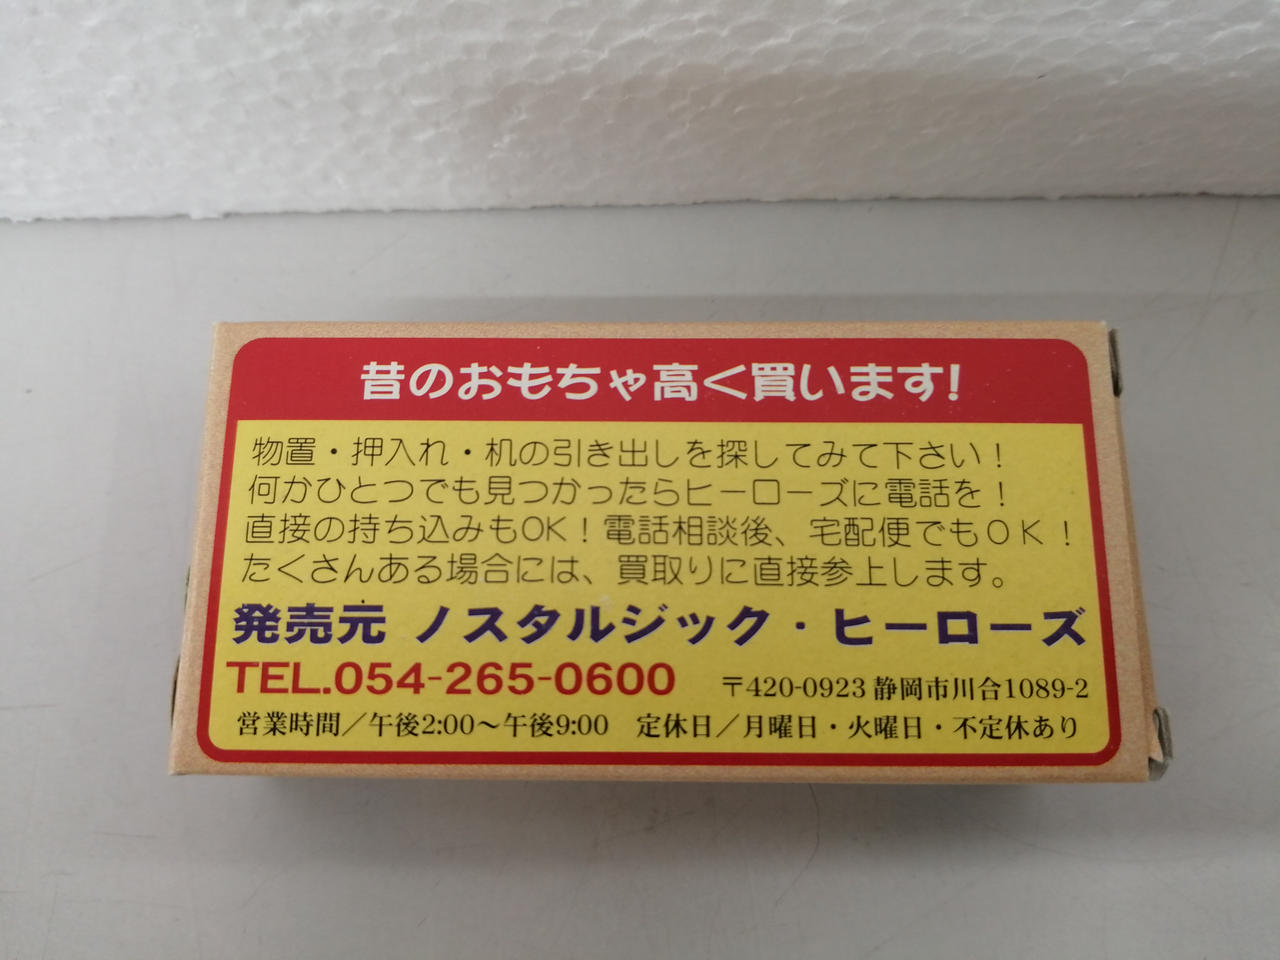 昔のおもちゃ高く買います!
物置・押入れ・机の引き出しを探してみて下さい！
何かひとつでも見つかったらヒーローズに電話を！
直接の持ち込みもOK！電話相談後、宅配便でもＯＫ！
たくさんある場合には、買取りに直接参上します。
発売元 ノスタルジック・ヒーローズ
TEL.054-265-0600 〒420-0923 静岡市川合1089-2
営業時間／午後2:00～午後9:00 定休日／月曜日・火曜日・不定休あり